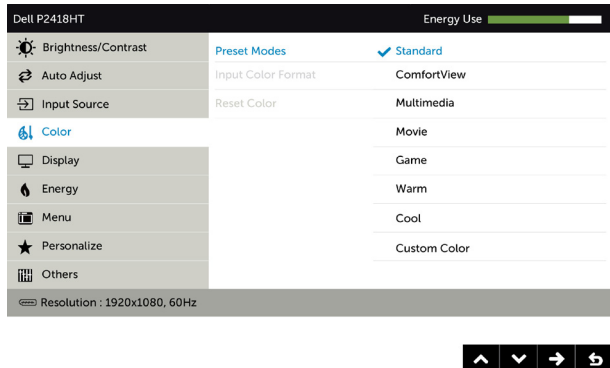 Dell P2418HT Energy Use
Brightness/Contrast Preset Modes Standard
Auto Adjust Input Color Format ComfortView
Input Source Reset Color Multimedia
Color Movie
Display Game
Energy Warm
Menu Cool
Personalize Custom Color
Others
Resolution : 1920x1080, 60Hz